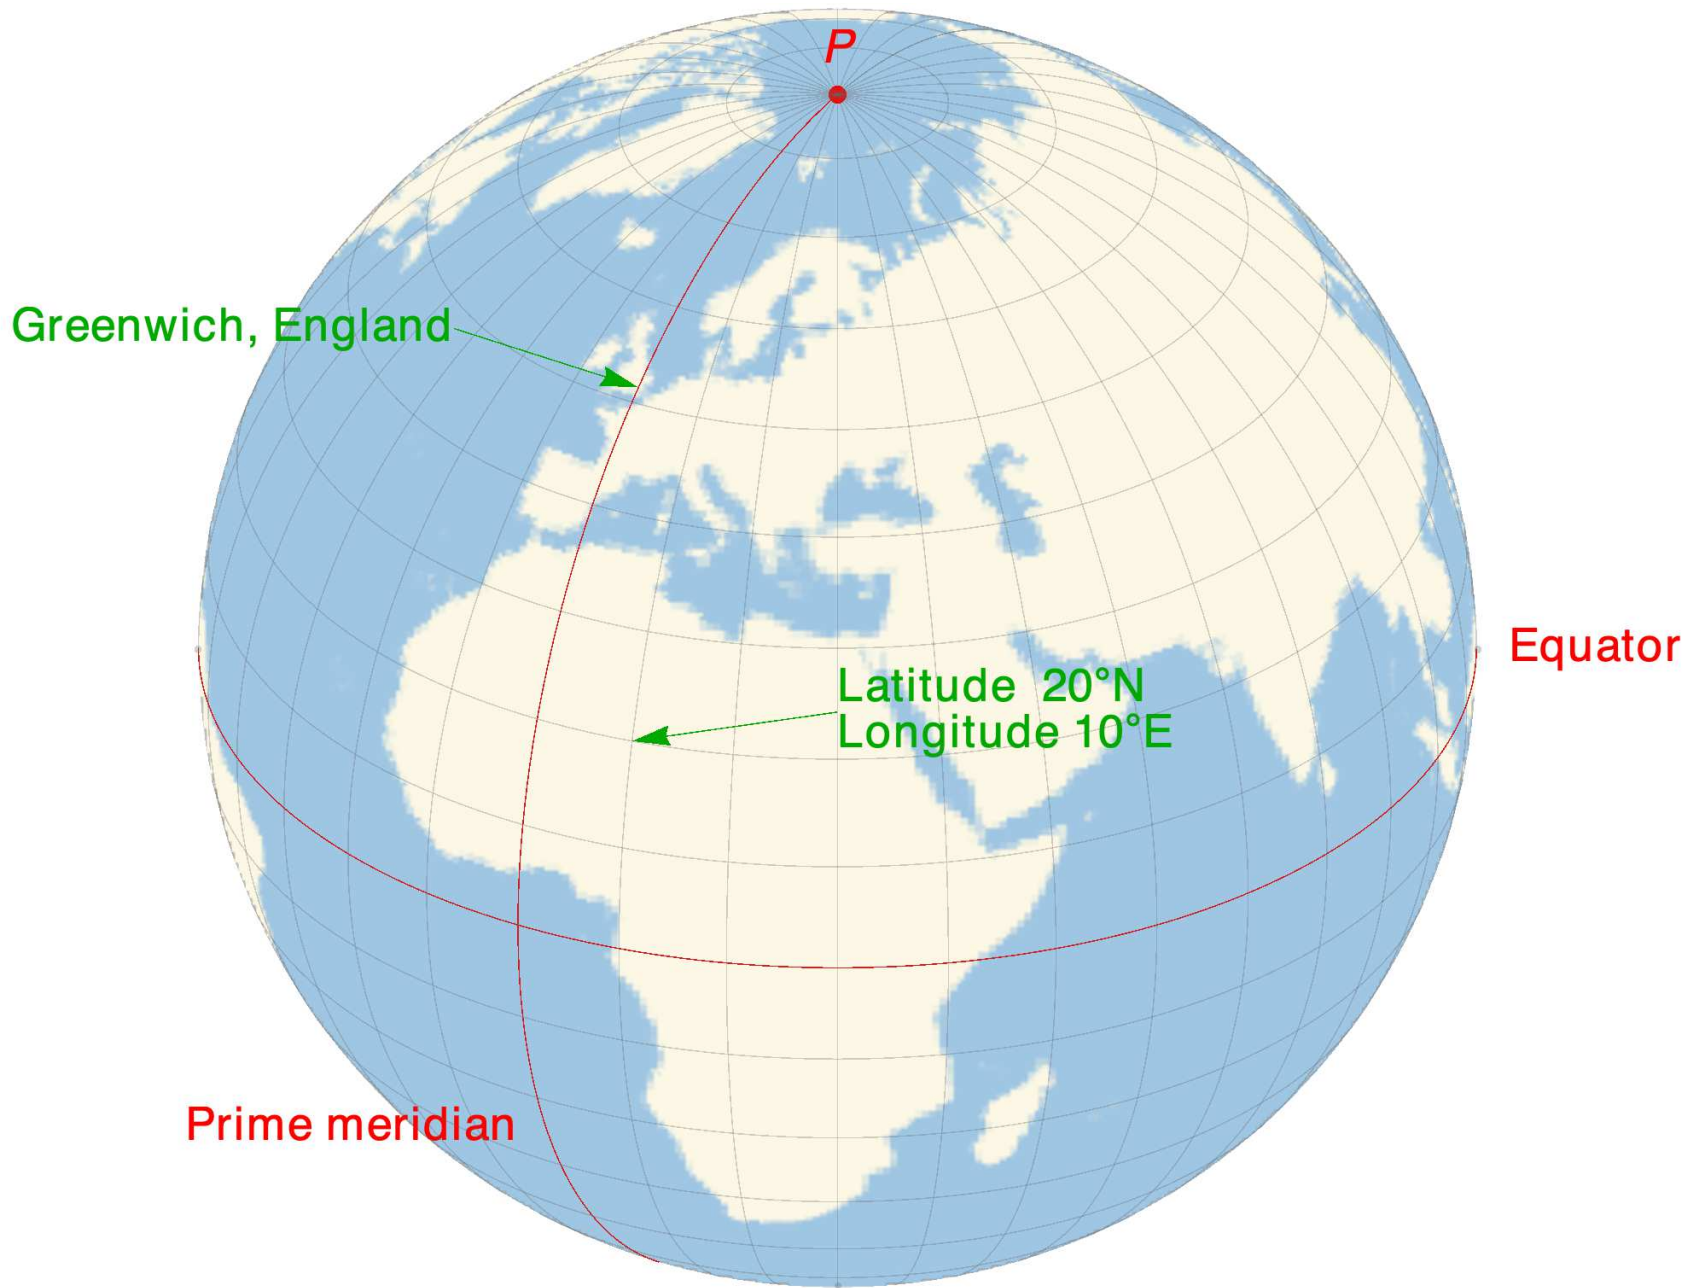 P
Greenwich, England
Equator
Latitude 20°N
Longitude 10°E
Prime meridian